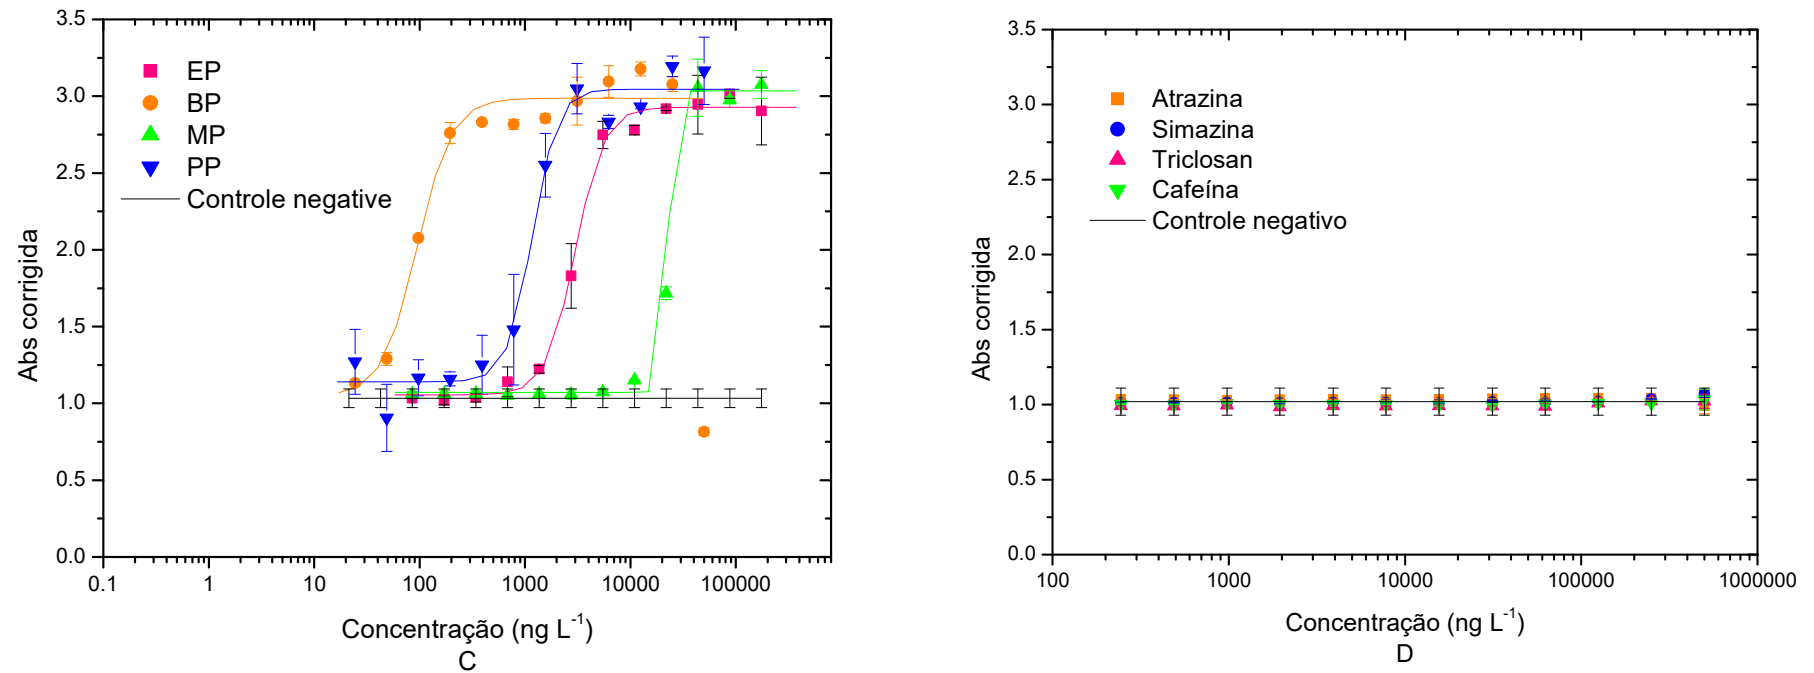 3.5
3.0
2.5
2.0
1.5
1.0
0.5
0.0
Abs corrigida
EP
BP
MP
PP
Controle negative
0.1 1 10 100 1000 10000 100000
Concentração (ng L-1)
C
3.5
3.0
2.5
2.0
1.5
1.0
0.5
0.0
Abs corrigida
Atrazina
Simazina
Triclosan
Cafeína
Controle negativo
100 1000 10000 100000 1000000
Concentração (ng L-1)
D